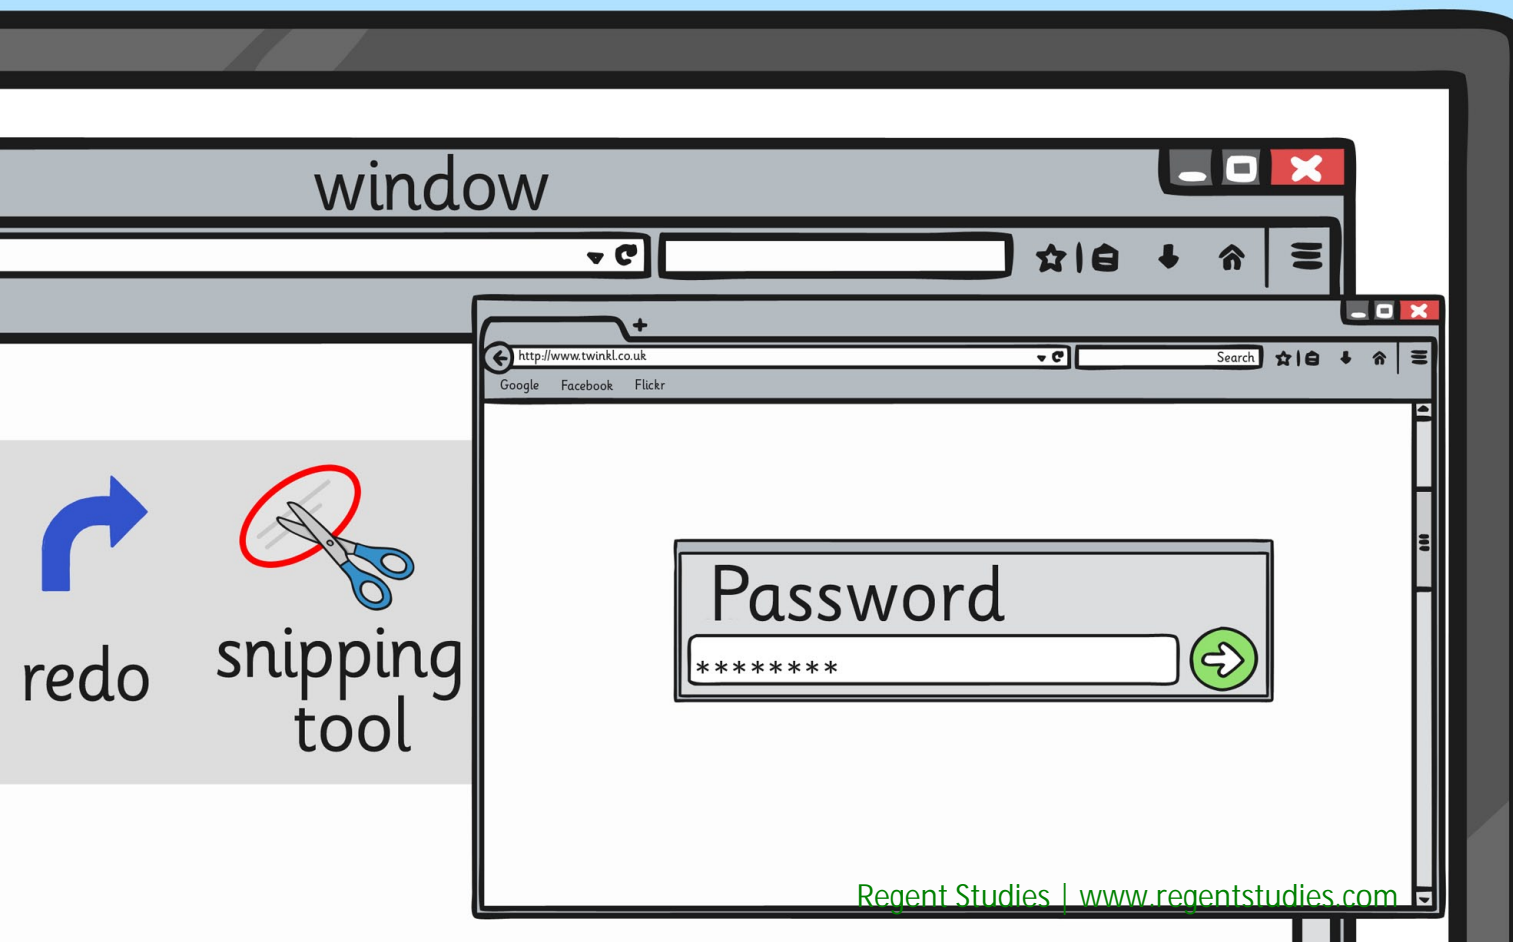 window
http://www.twinkl.co.uk
Search
Google Facebook Flickr
redo
snipping
tool
Password
********
Regent Studies | www.regentstudies.com